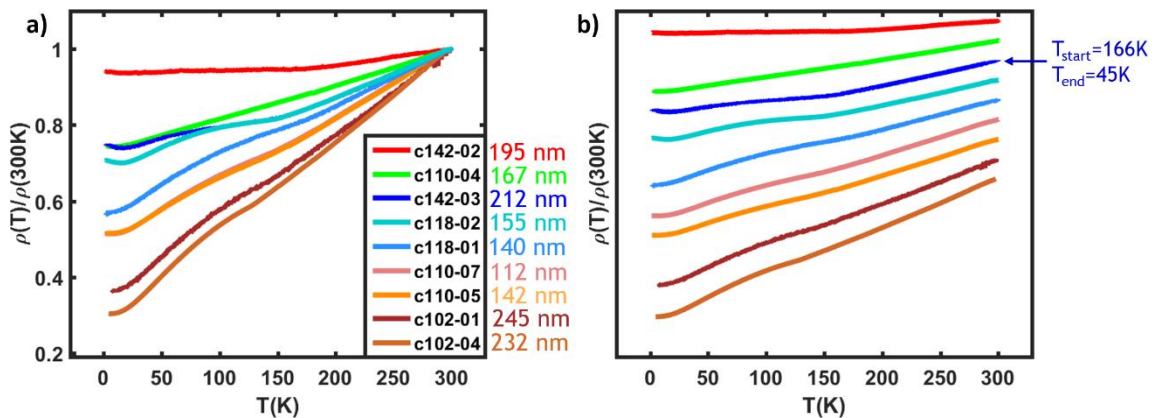 a)
1
0.8
0.6
0.4
0.2
ρ(T)/ρ(300K)
0 50 100 150 200 250 300
T(K)
c142-02 195 nm
c110-04 167 nm
c142-03 212 nm
c118-02 155 nm
c118-01 140 nm
c110-07 112 nm
c110-05 142 nm
c102-01 245 nm
c102-04 232 nm
b)
ρ(T)/ρ(300K)
0 50 100 150 200 250 300
T(K)
Tstart=166K
Tend=45K